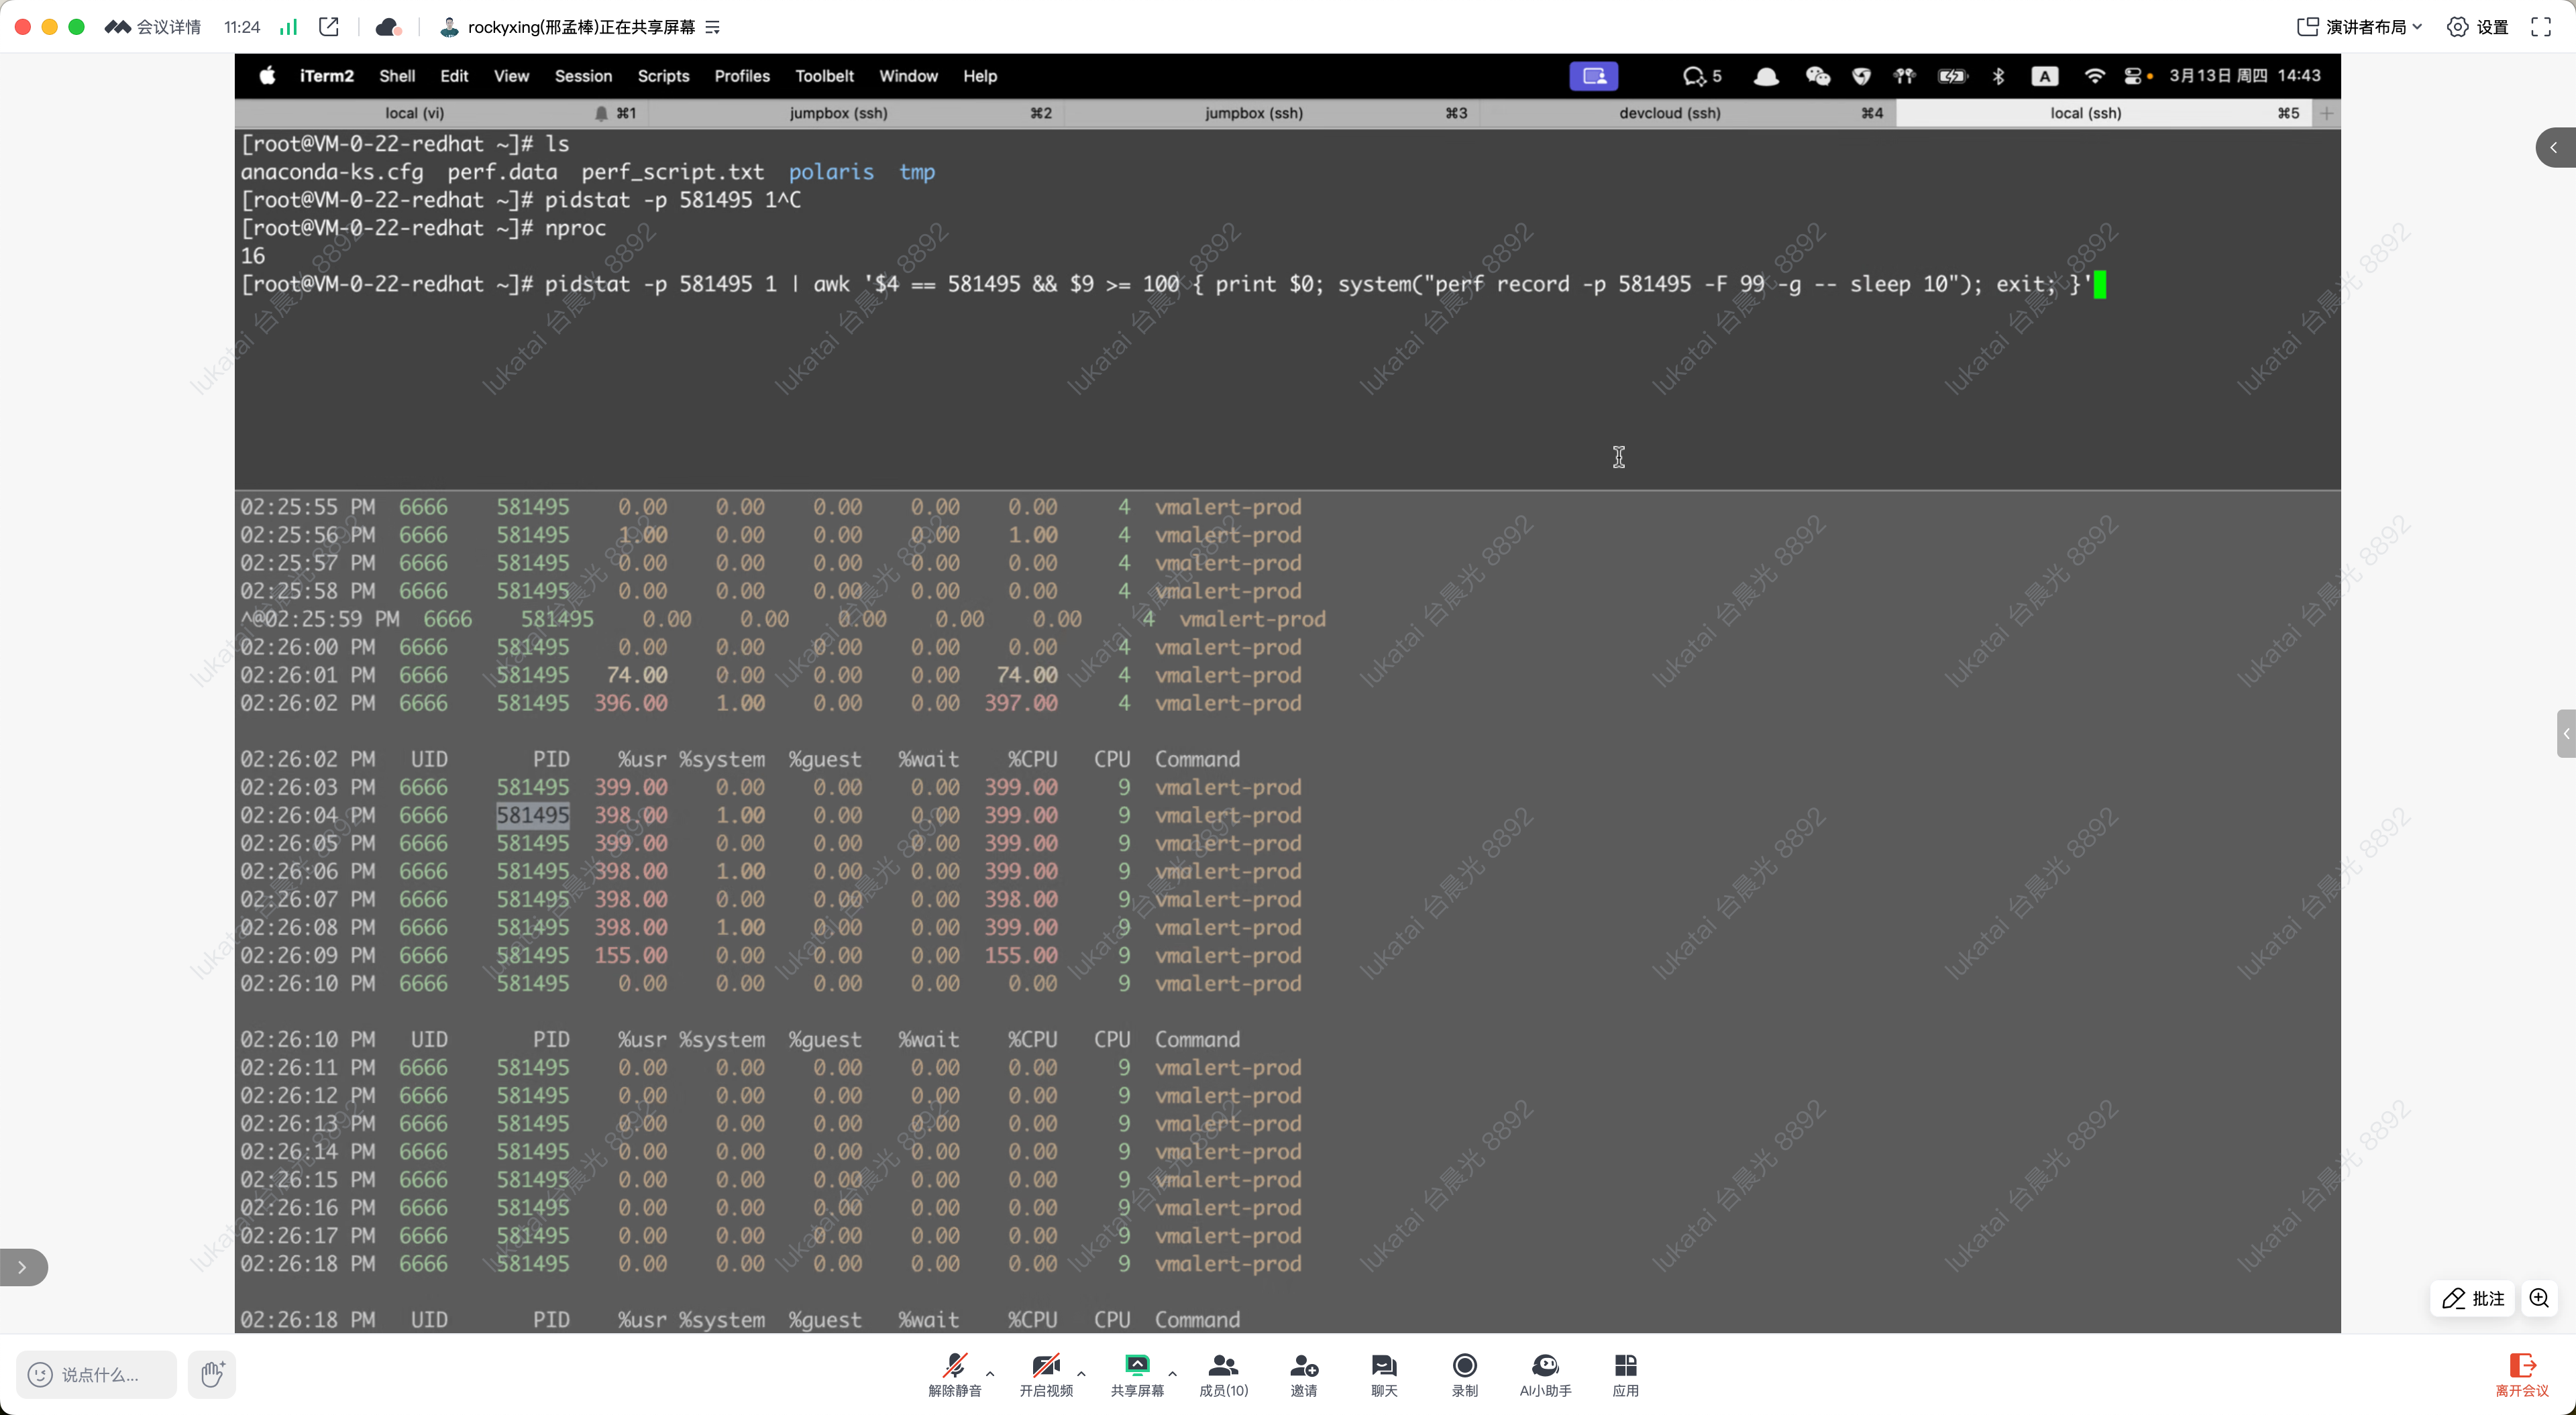 会议详情 11:24 rockyxing(邢孟棒)正在共享屏幕 演讲者布局 设置
iTerm2 Shell Edit View Session Scripts Profiles Toolbelt Window Help 5 A 3月13日 周四 14:43
local (vi) ⌘1 jumpbox (ssh) ⌘2 jumpbox (ssh) ⌘3 devcloud (ssh) ⌘4 local (ssh) ⌘5
[root@VM-0-22-redhat ~]# ls
anaconda-ks.cfg perf.data perf_script.txt polaris tmp
[root@VM-0-22-redhat ~]# pidstat -p 581495 1^C
[root@VM-0-22-redhat ~]# nproc
16
[root@VM-0-22-redhat ~]# pidstat -p 581495 1 | awk '$4 == 581495 && $9 >= 100 { print $0; system("perf record -p 581495 -F 99 -g -- sleep 10"); exit; }'
02:25:55 PM 6666 581495 0.00 0.00 0.00 0.00 0.00 4 vmalert-prod
02:25:56 PM 6666 581495 1.00 0.00 0.00 0.00 1.00 4 vmalert-prod
02:25:57 PM 6666 581495 0.00 0.00 0.00 0.00 0.00 4 vmalert-prod
02:25:58 PM 6666 581495 0.00 0.00 0.00 0.00 0.00 4 vmalert-prod
^@02:25:59 PM 6666 581495 0.00 0.00 0.00 0.00 0.00 4 vmalert-prod
02:26:00 PM 6666 581495 0.00 0.00 0.00 0.00 0.00 4 vmalert-prod
02:26:01 PM 6666 581495 74.00 0.00 0.00 0.00 74.00 4 vmalert-prod
02:26:02 PM 6666 581495 396.00 1.00 0.00 0.00 397.00 4 vmalert-prod
02:26:02 PM UID PID %usr %system %guest %wait %CPU CPU Command
02:26:03 PM 6666 581495 399.00 0.00 0.00 0.00 399.00 9 vmalert-prod
02:26:04 PM 6666 581495 398.00 1.00 0.00 0.00 399.00 9 vmalert-prod
02:26:05 PM 6666 581495 399.00 0.00 0.00 0.00 399.00 9 vmalert-prod
02:26:06 PM 6666 581495 398.00 1.00 0.00 0.00 399.00 9 vmalert-prod
02:26:07 PM 6666 581495 398.00 0.00 0.00 0.00 398.00 9 vmalert-prod
02:26:08 PM 6666 581495 398.00 1.00 0.00 0.00 399.00 9 vmalert-prod
02:26:09 PM 6666 581495 155.00 0.00 0.00 0.00 155.00 9 vmalert-prod
02:26:10 PM 6666 581495 0.00 0.00 0.00 0.00 0.00 9 vmalert-prod
02:26:10 PM UID PID %usr %system %guest %wait %CPU CPU Command
02:26:11 PM 6666 581495 0.00 0.00 0.00 0.00 0.00 9 vmalert-prod
02:26:12 PM 6666 581495 0.00 0.00 0.00 0.00 0.00 9 vmalert-prod
02:26:13 PM 6666 581495 0.00 0.00 0.00 0.00 0.00 9 vmalert-prod
02:26:14 PM 6666 581495 0.00 0.00 0.00 0.00 0.00 9 vmalert-prod
02:26:15 PM 6666 581495 0.00 0.00 0.00 0.00 0.00 9 vmalert-prod
02:26:16 PM 6666 581495 0.00 0.00 0.00 0.00 0.00 9 vmalert-prod
02:26:17 PM 6666 581495 0.00 0.00 0.00 0.00 0.00 9 vmalert-prod
02:26:18 PM 6666 581495 0.00 0.00 0.00 0.00 0.00 9 vmalert-prod
02:26:18 PM UID PID %usr %system %guest %wait %CPU CPU Command
lukatai 台晨光 8892
批注
说点什么... 解除静音 开启视频 共享屏幕 成员(10) 邀请 聊天 录制 AI小助手 应用 离开会议